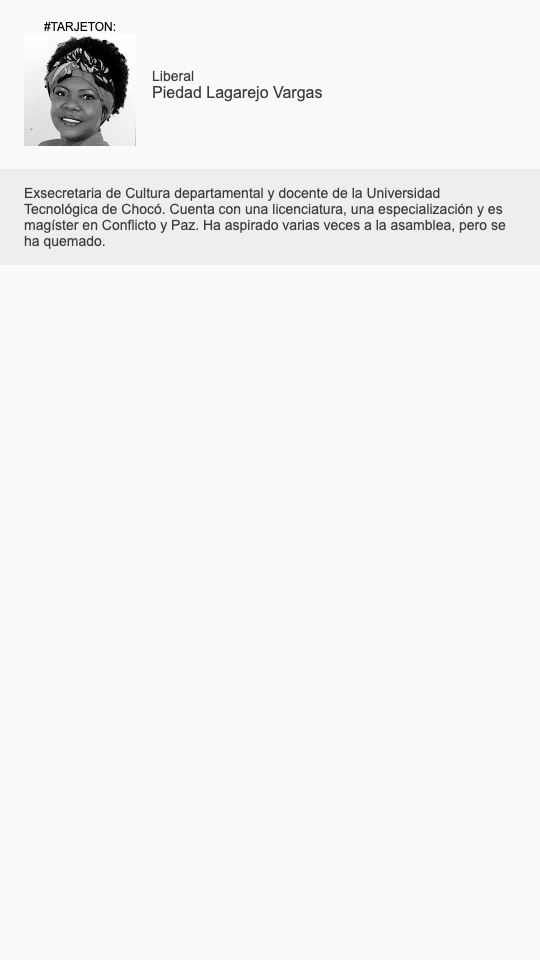 #TARJETON:
Liberal
Piedad Lagarejo Vargas
Exsecretaria de Cultura departamental y docente de la Universidad
Tecnológica de Chocó. Cuenta con una licenciatura, una especialización y es
magíster en Conflicto y Paz. Ha aspirado varias veces a la asamblea, pero se
ha quemado.